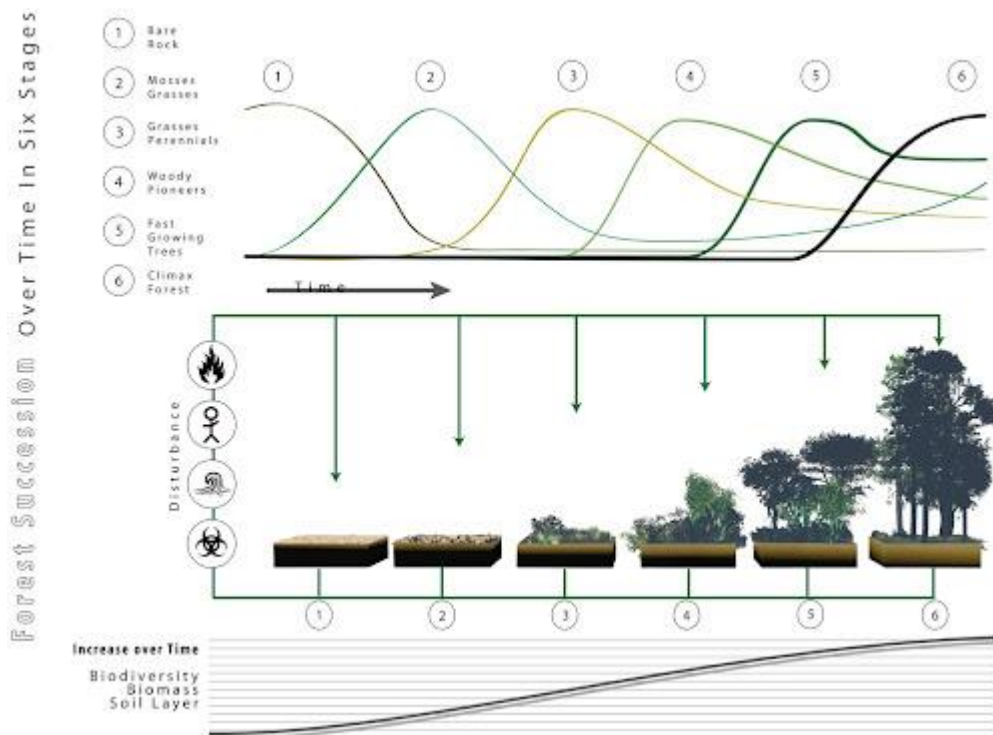 Forest Succession Over Time In Six Stages
1 Bare
Rock
2 Mosses
Grasses
3 Grasses
Perennials
4 Woody
Pioneers
5 Fast
Growing
Trees
6 Climax
Forest
1 2 3 4 5 6
Time
Disturbance
1 2 3 4 5 6
Increase over Time
Biodiversity
Biomass
Soil Layer